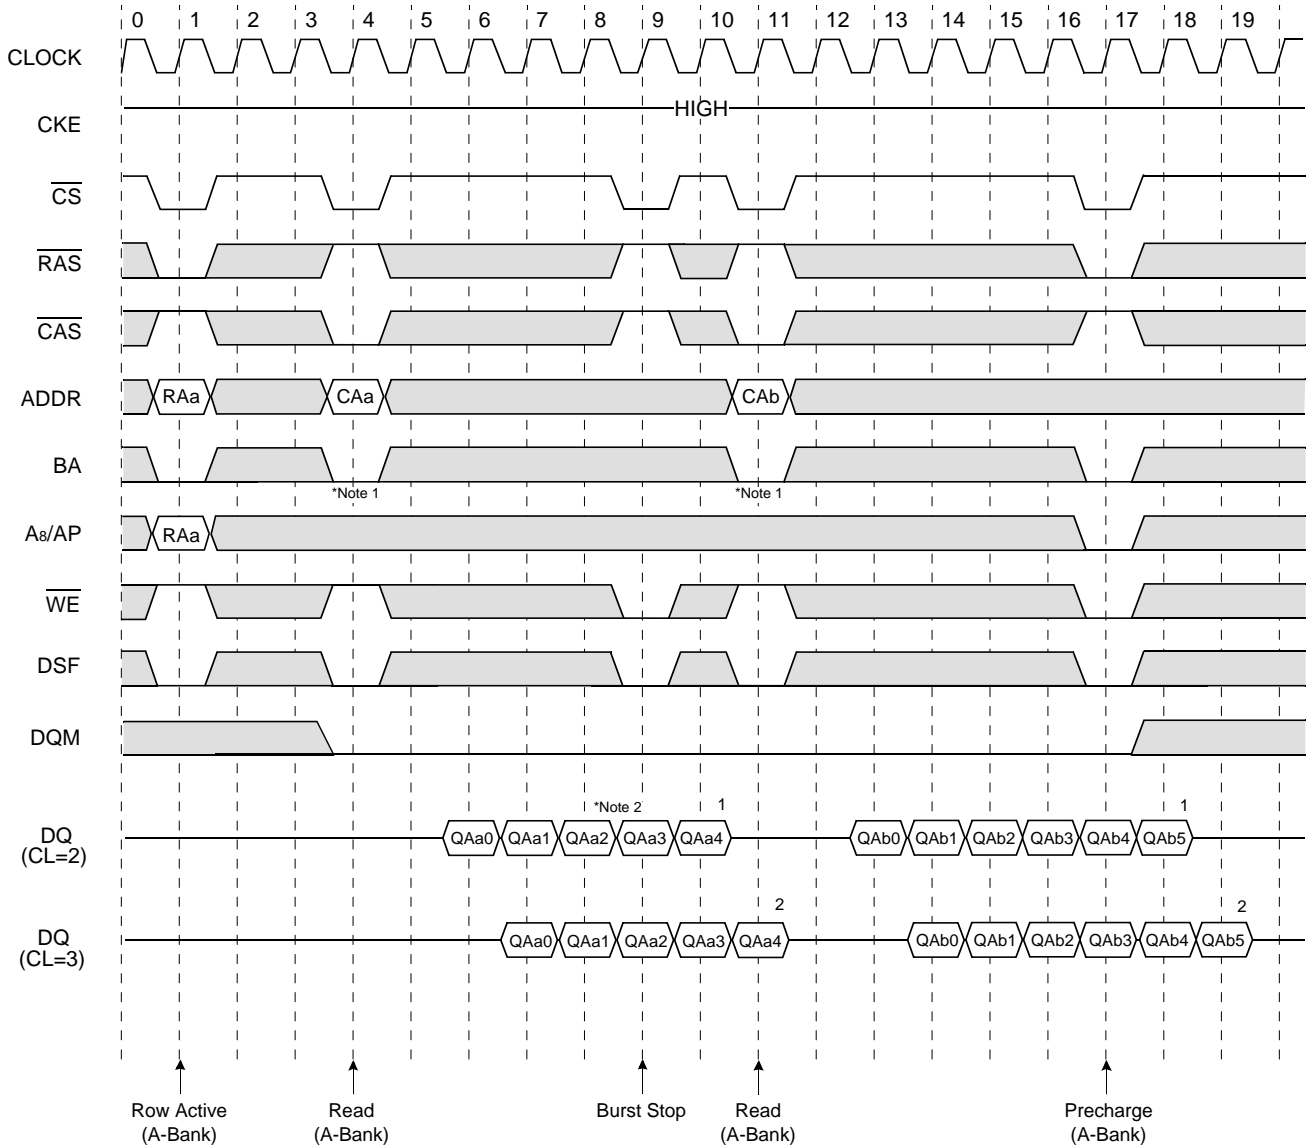 0 1 2 3 4 5 6 7 8 9 10 11 12 13 14 15 16 17 18 19
CLOCK
HIGH
CKE
CS
RAS
CAS
ADDR RAa CAa CAb
BA
*Note 1 *Note 1
A8/AP RAa
WE
DSF
DQM
*Note 2 1 1
DQ
(CL=2)
QAa0 QAa1 QAa2 QAa3 QAa4 QAb0 QAb1 QAb2 QAb3 QAb4 QAb5
2 2
DQ
(CL=3)
QAa0 QAa1 QAa2 QAa3 QAa4 QAb0 QAb1 QAb2 QAb3 QAb4 QAb5
Row Active
(A-Bank)
Read
(A-Bank)
Burst Stop
Read
(A-Bank)
Precharge
(A-Bank)